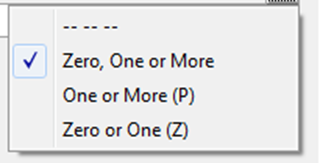 -- -- --
Zero, One or More
One or More (P)
Zero or One (Z)